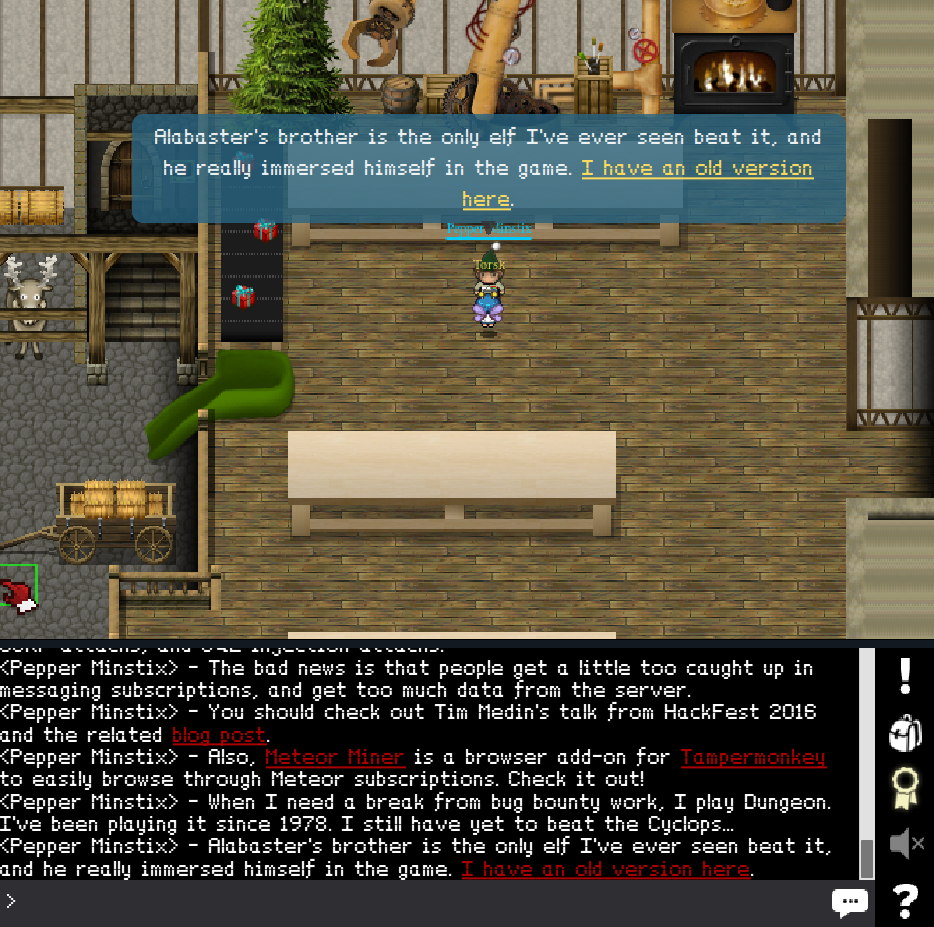 Alabaster's brother is the only elf I've ever seen beat it, and
he really immersed himself in the game. I have an old version
here.
Pepper Minstix
Torsk
attacks, and
injection attacks.
<Pepper Minstix> - The bad news is that people get a little too caught up in
messaging subscriptions, and get too much data from the server.
<Pepper Minstix> - You should check out Tim Medin's talk from HackFest 2016
and the related blog post.
<Pepper Minstix> - Also, Meteor Miner is a browser add-on for Tampermonkey
to easily browse through Meteor subscriptions. Check it out!
<Pepper Minstix> - When I need a break from bug bounty work, I play Dungeon.
I've been playing it since 1978. I still have yet to beat the Cyclops...
<Pepper Minstix> - Alabaster's brother is the only elf I've ever seen beat it,
and he really immersed himself in the game. I have an old version here.
>